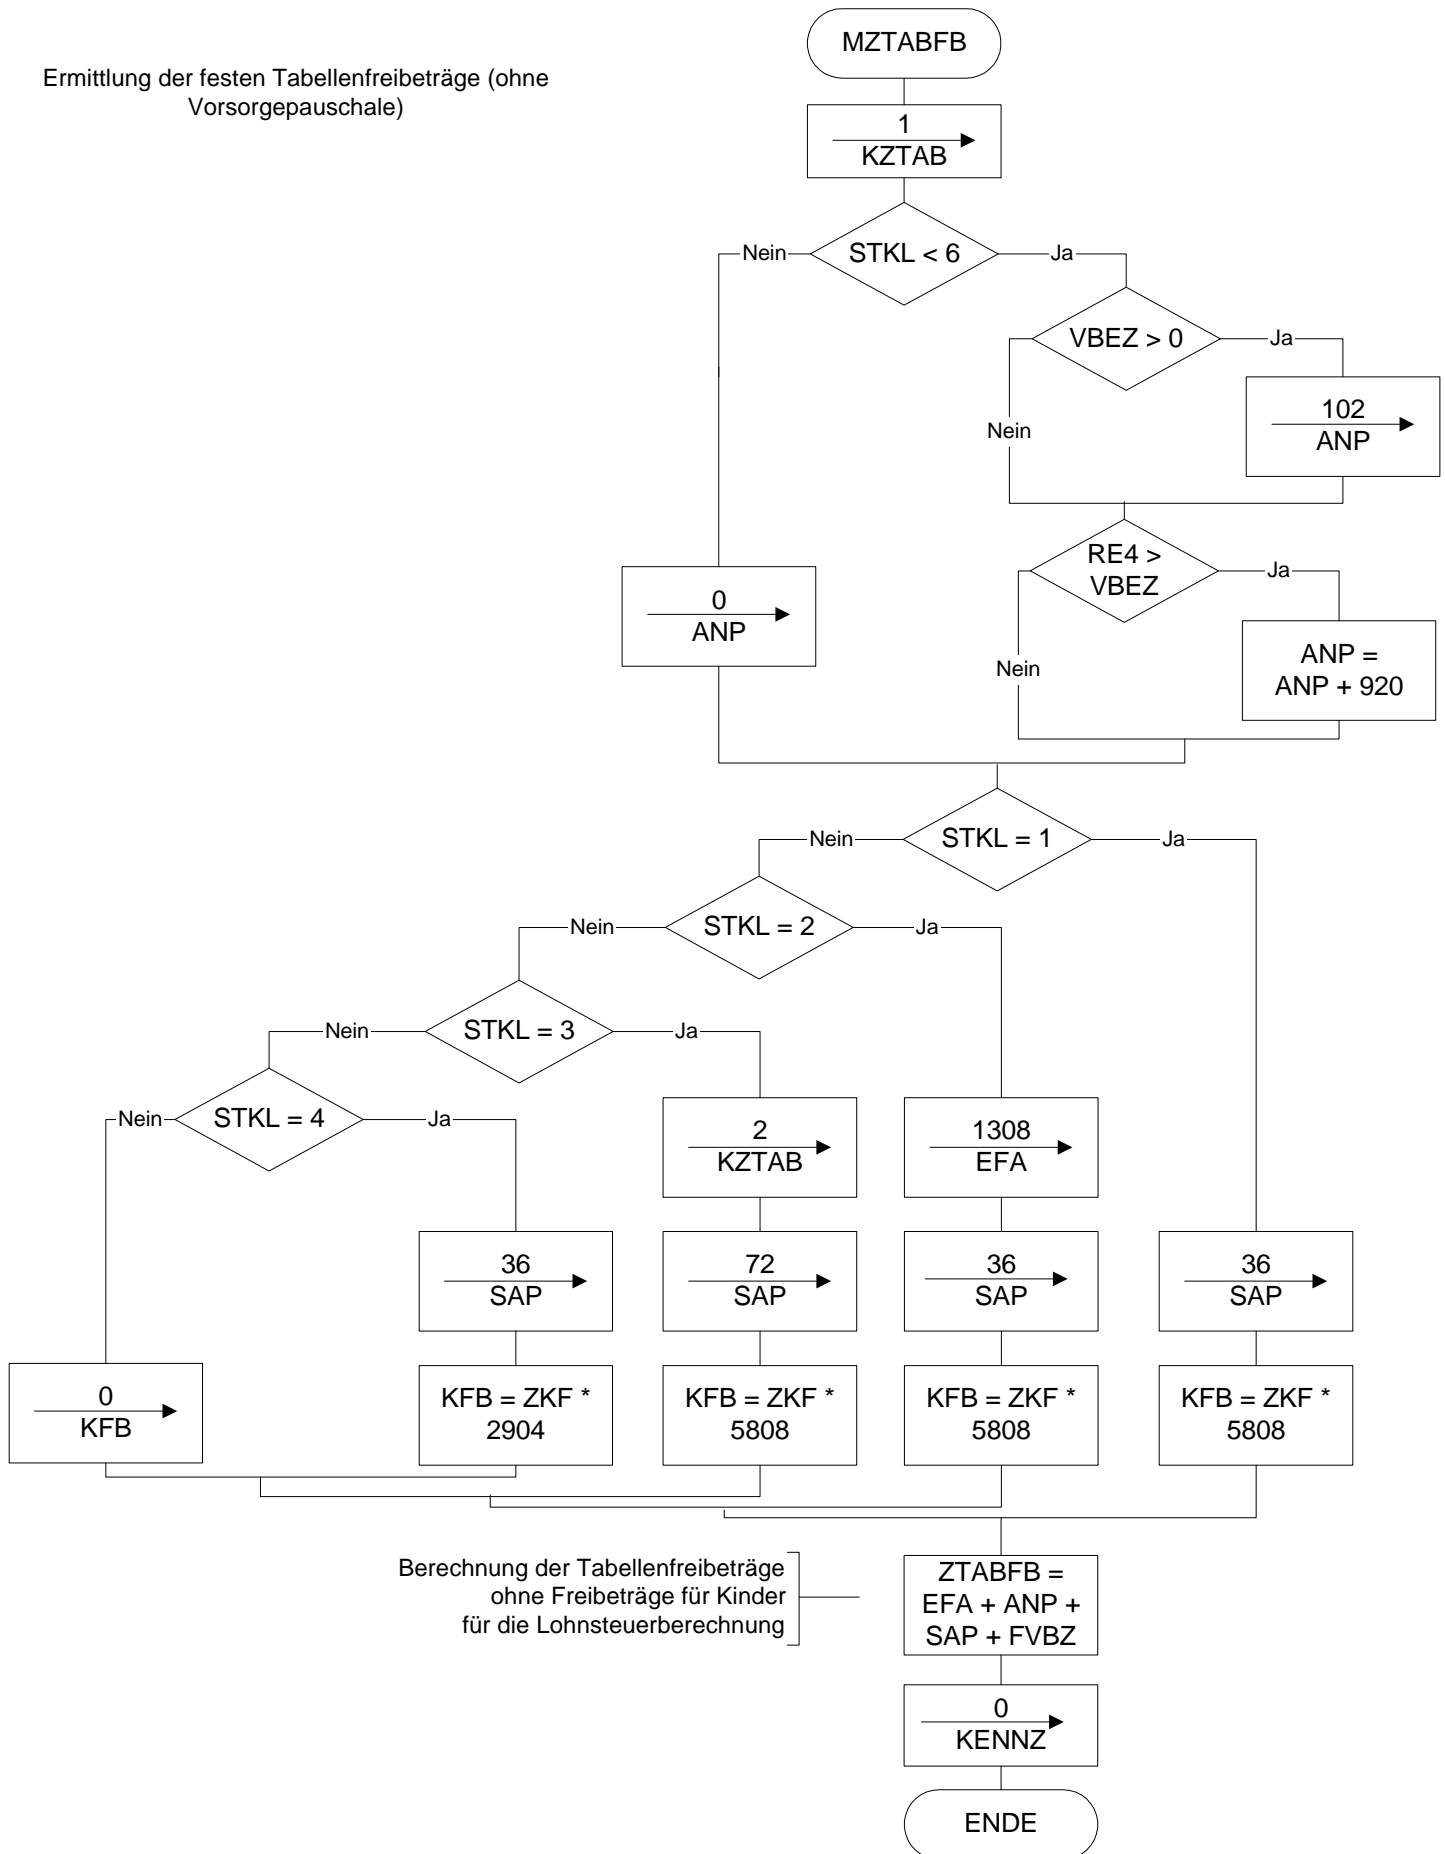 MZTABFB
Ermittlung der festen Tabellenfreibeträge (ohne
Vorsorgepauschale)
1
KZTAB
Nein
STKL < 6
Ja
VBEZ > 0
Ja
102
ANP
Nein
RE4 >
VBEZ
Ja
0
ANP
Nein
ANP =
ANP + 920
Nein
STKL = 1
Ja
Nein
STKL = 2
Ja
Nein
STKL = 3
Ja
Nein
STKL = 4
Ja
2
KZTAB
1308
EFA
36
SAP
72
SAP
36
SAP
36
SAP
0
KFB
KFB = ZKF *
2904
KFB = ZKF *
5808
KFB = ZKF *
5808
KFB = ZKF *
5808
Berechnung der Tabellenfreibeträge
ohne Freibeträge für Kinder
für die Lohnsteuerberechnung
ZTABFB =
EFA + ANP +
SAP + FVBZ
0
KENNZ
ENDE